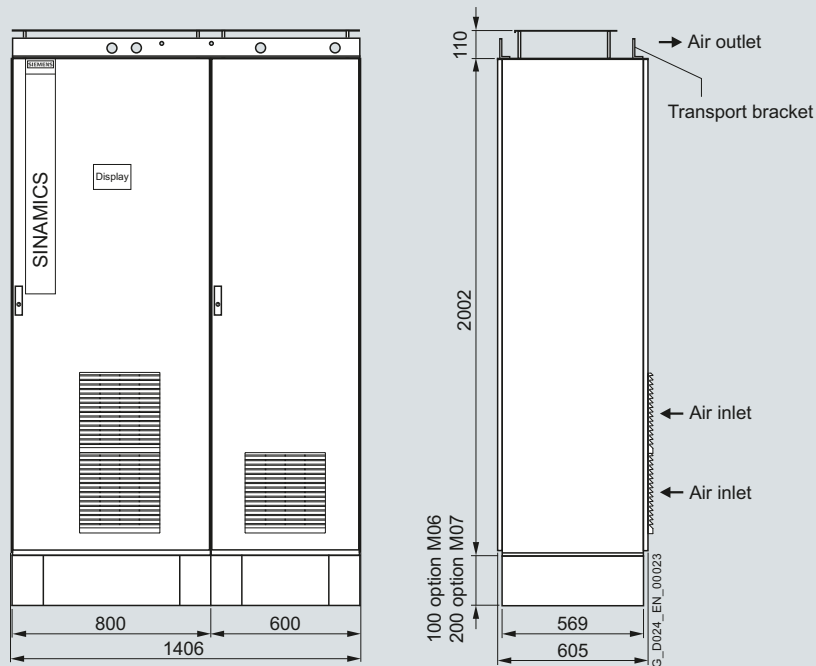 110
Air outlet
Transport bracket
SIEMENS
Display
SINAMICS
2002
Air inlet
Air inlet
100 option M06
200 option M07
800
600
1406
569
605
G_D024_EN_00023